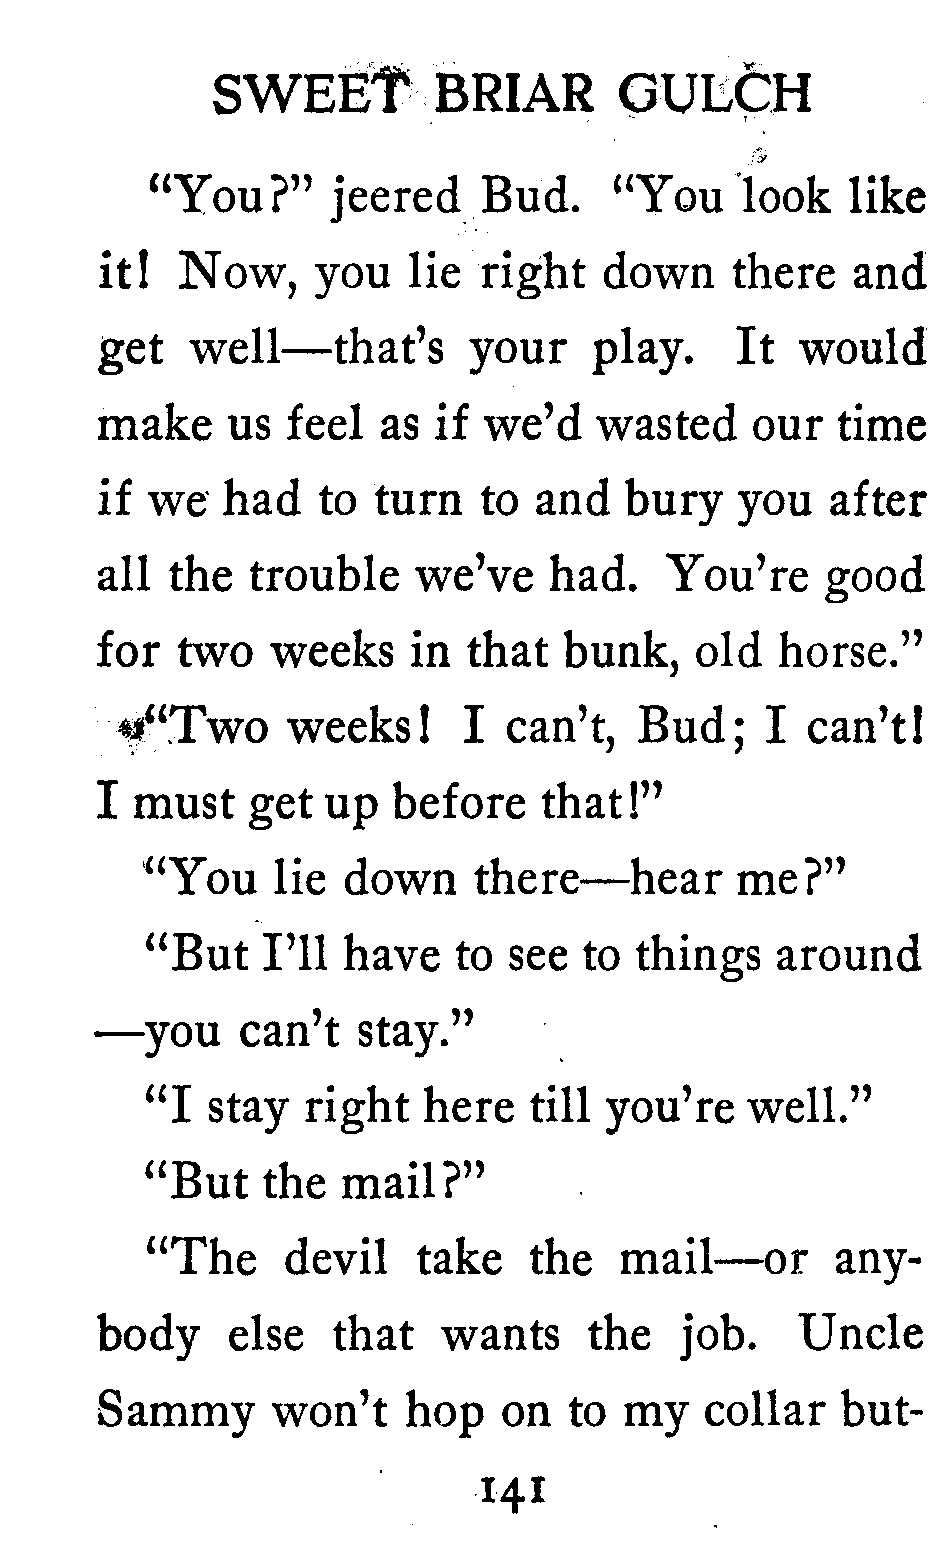 SWEET BRIAR GULCH
“You?” jeered Bud. “You look like
it! Now, you lie right down there and
get well—that's your play. It would
make us feel as if we'd wasted our time
if we had to turn to and bury you after
all the trouble we've had. You're good
for two weeks in that bunk, old horse.”
“Two weeks! I can't, Bud; I can't!
I must get up before that!”
“You lie down there—hear me?”
“But I'll have to see to things around
—you can't stay.”
“I stay right here till you're well.”
“But the mail?”
“The devil take the mail—or any-
body else that wants the job. Uncle
Sammy won't hop on to my collar but-
141